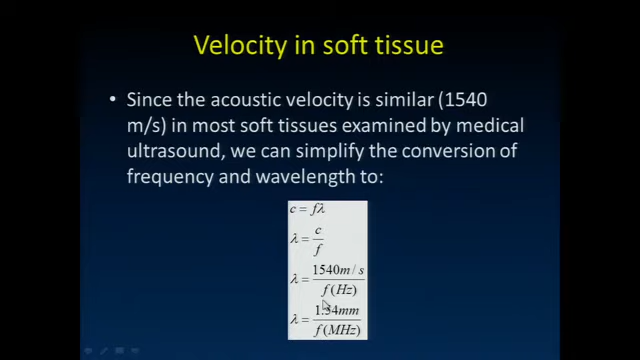 Velocity in soft tissue
• Since the acoustic velocity is similar (1540
m/s) in most soft tissues examined by medical
ultrasound, we can simplify the conversion of
frequency and wavelength to:
c = fλ
λ = c / f
λ = 1540m / s / f(Hz)
λ = 1.54mm / f(MHz)